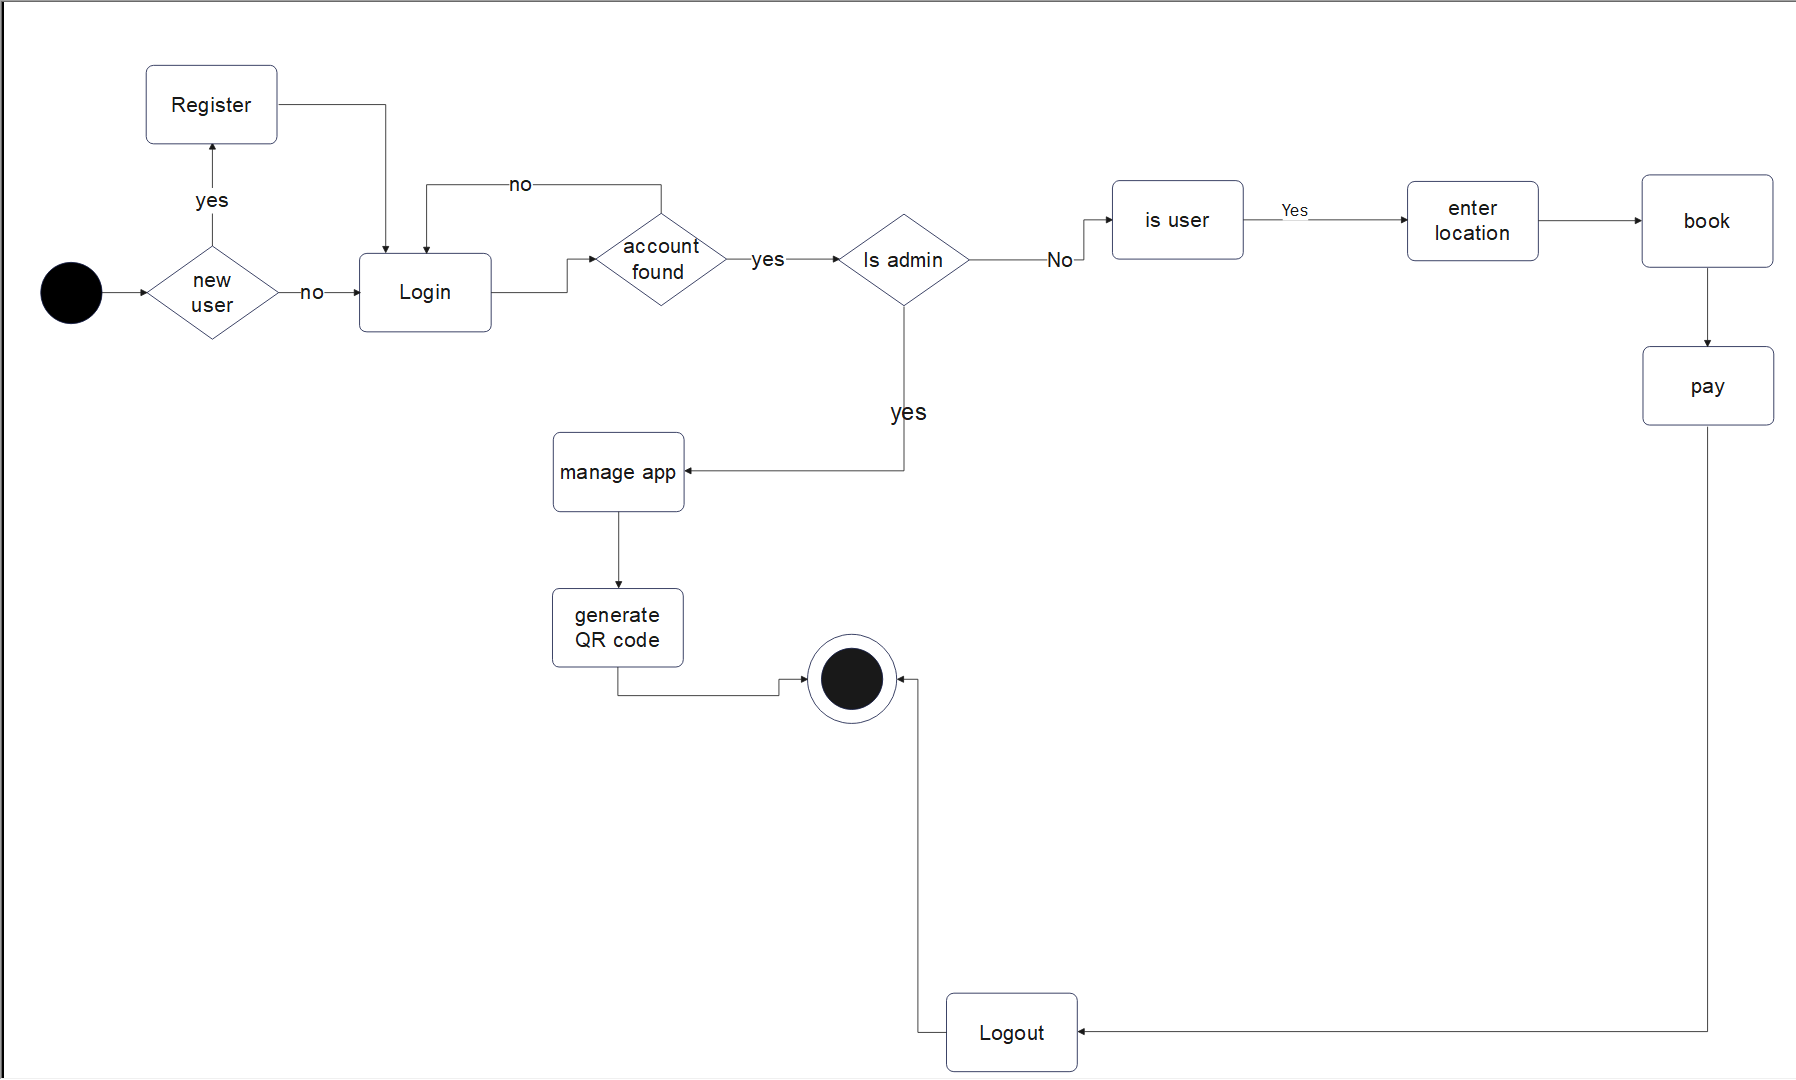 Register
yes
new
user
no
Login
no
account
found
yes
Is admin
No
is user
Yes
enter
location
book
pay
yes
manage app
generate
QR code
Logout